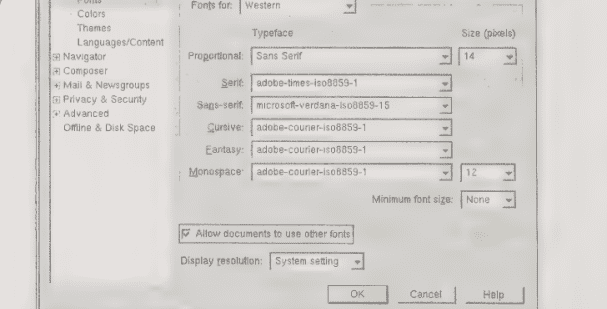 Fonts
Colors
Themes
Languages/Content
Navigator
Composer
Mail & Newsgroups
Privacy & Security
Advanced
Offline & Disk Space
Fonts for: Western
Typeface Size (pixels)
Proportional: Sans Serif 14
Serif: adobe-times-iso8859-1
Sans-serif: microsoft-verdana-iso8859-15
Cursive: adobe-courier-iso8859-1
Fantasy: adobe-courier-iso8859-1
Monospace: adobe-courier-iso8859-1 12
Minimum font size: None
Allow documents to use other fonts
Display resolution: System setting
OK Cancel Help